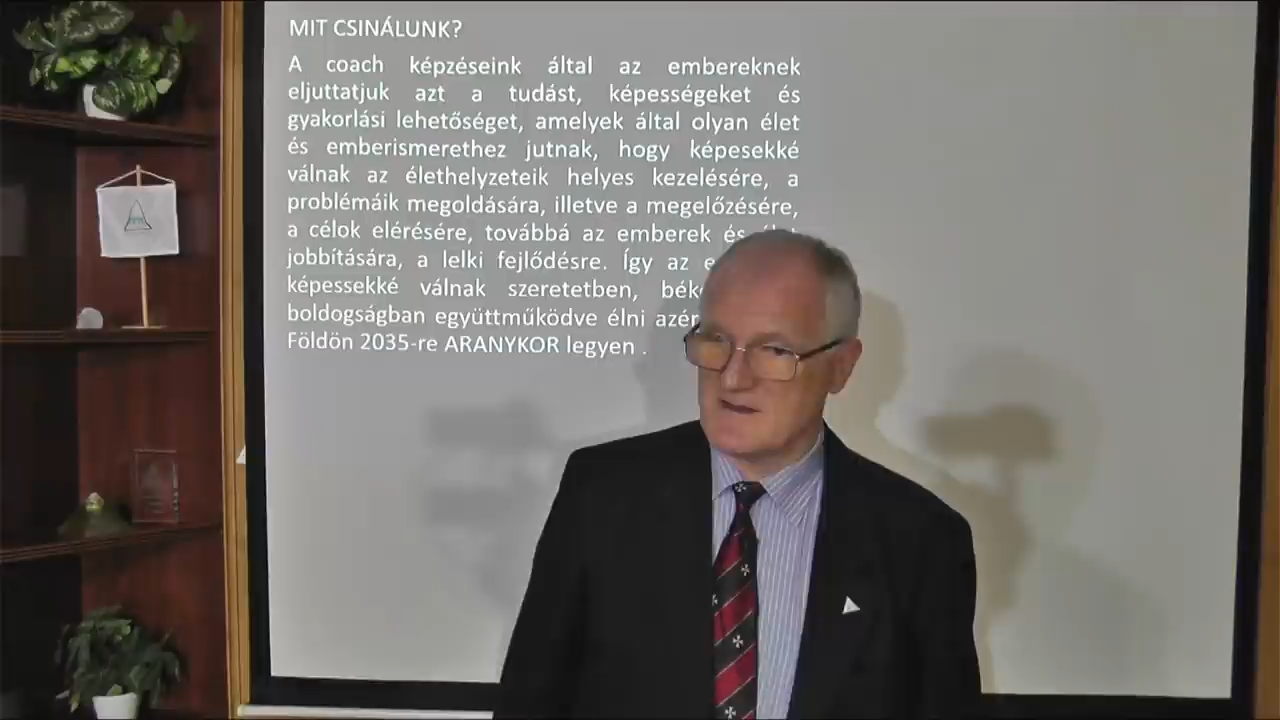 MIT CSINÁLUNK?
A coach képzéseink által az embereknek
eljuttatjuk azt a tudást, képességeket és
gyakorlási lehetőséget, amelyek által olyan élet
és emberismerethez jutnak, hogy képesekké
válnak az élethelyzeteik helyes kezelésére, a
problémáik megoldására, illetve a megelőzésére,
a célok elérésére, továbbá az emberek és
jobbítására, a lelki fejlődésre. Így az
képessekké válnak szeretetben,
boldogságban együttműködve élni
Földön 2035-re ARANYKOR legyen .